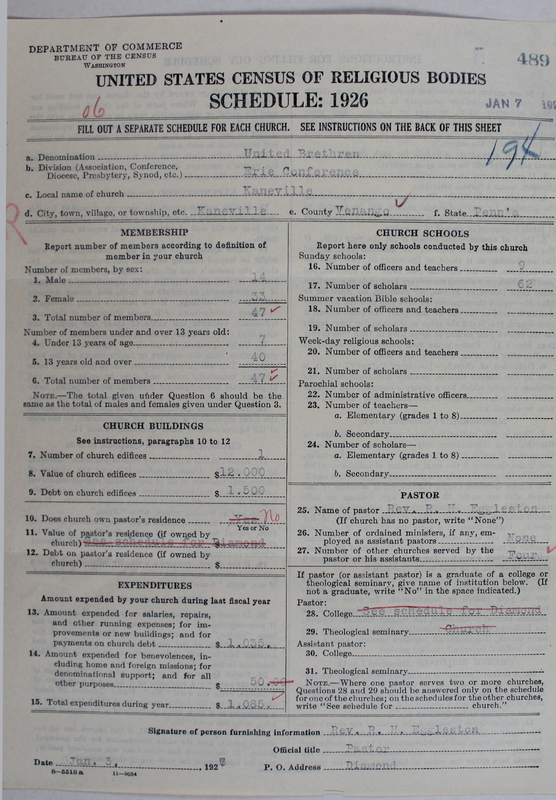 DEPARTMENT OF COMMERCE
BUREAU OF THE CENSUS
WASHINGTON
489
UNITED STATES CENSUS OF RELIGIOUS BODIES
SCHEDULE: 1926
06
JAN 7 192
FILL OUT A SEPARATE SCHEDULE FOR EACH CHURCH. SEE INSTRUCTIONS ON THE BACK OF THIS SHEET
194
a. Denomination United Brethren
b. Division (Association, Conference, Diocese, Presbytery, Synod, etc.) Erie Conference
c. Local name of church Kaneville
d. City, town, village, or township, etc. Kaneville e. County Venango f. State Penn'a
R
MEMBERSHIP
Report number of members according to definition of
member in your church
Number of members, by sex:
1. Male 14
2. Female 33
3. Total number of members 47
Number of members under and over 13 years old:
4. Under 13 years of age 7
5. 13 years old and over 40
6. Total number of members 47
NOTE.—The total given under Question 6 should be the
same as the total of males and females given under Question 3.
CHURCH BUILDINGS
See instructions, paragraphs 10 to 12
7. Number of church edifices 1
8. Value of church edifices $12.000
9. Debt on church edifices $1.500
10. Does church own pastor's residence Yes No
Yes or No
11. Value of pastor's residence (if owned by
church) See schedule for Diamond $
12. Debt on pastor's residence (if owned by
church) $
EXPENDITURES
Amount expended by your church during last fiscal year
13. Amount expended for salaries, repairs,
and other running expenses; for im-
provements or new buildings; and for
payments on church debt $ 1.035.
14. Amount expended for benevolences, in-
cluding home and foreign missions; for
denominational support; and for all
other purposes $ 50.00
15. Total expenditures during year $ 1.085.
CHURCH SCHOOLS
Report here only schools conducted by this church
Sunday schools:
16. Number of officers and teachers 9
17. Number of scholars 62
Summer vacation Bible schools:
18. Number of officers and teachers
19. Number of scholars
Week-day religious schools:
20. Number of officers and teachers
21. Number of scholars
Parochial schools:
22. Number of administrative officers
23. Number of teachers—
a. Elementary (grades 1 to 8)
b. Secondary
24. Number of scholars—
a. Elementary (grades 1 to 8)
b. Secondary
PASTOR
25. Name of pastor Rev. R. H. Eggleston
(If church has no pastor, write "None")
26. Number of ordained ministers, if any, em-
ployed as assistant pastors None
27. Number of other churches served by the
pastor or his assistants Four
If pastor (or assistant pastor) is a graduate of a college or
theological seminary, give name of institution below. (If
not a graduate, write "No" in the space indicated.)
Pastor:
28. College See schedule for Diamond
29. Theological seminary Church
Assistant pastor:
30. College
31. Theological seminary
NOTE.—Where one pastor serves two or more churches,
Questions 28 and 29 should be answered only on the schedule
for one of the churches; on the schedules for the other churches,
write "See schedule for ____ church."
Signature of person furnishing information Rev. R. H. Eggleston
Official title Pastor
Date Jan. 3, 1928 P. O. Address Diamond
8—5518a 11—9034